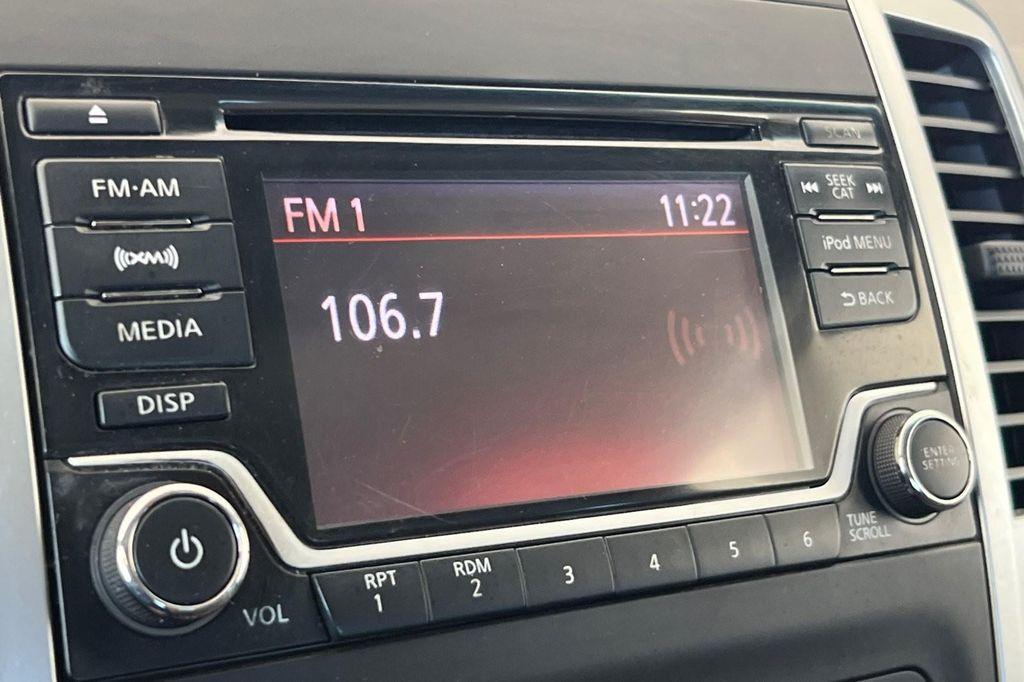 SCAN
FM·AM
SEEK
CAT
FM 1 11:22
((XM))
iPod MENU
106.7
BACK
MEDIA
DISP
ENTER
SETTING
TUNE
SCROLL
VOL
RPT
1
RDM
2
3
4
5
6